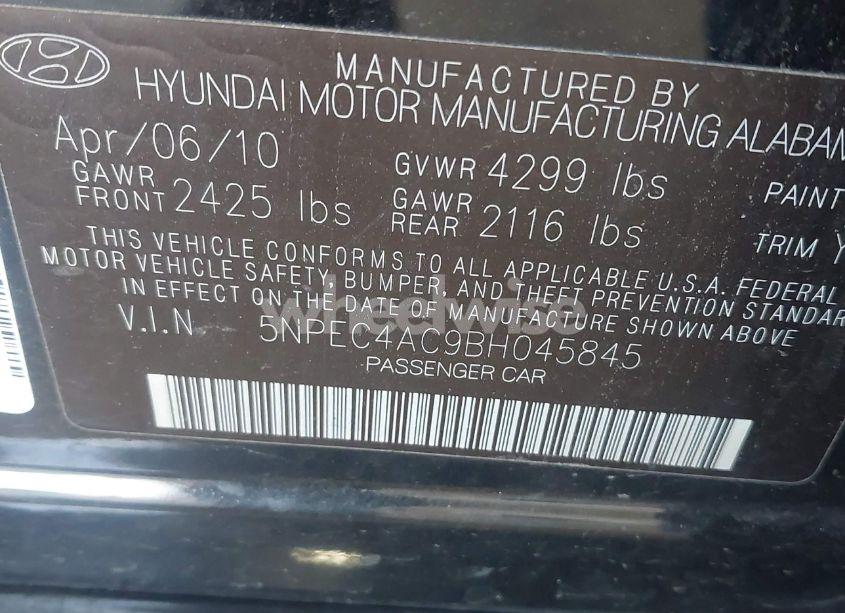 MANUFACTURED BY
HYUNDAI MOTOR MANUFACTURING ALABAM
Apr/06/10 GVWR 4299 lbs PAINT
GAWR FRONT 2425 lbs GAWR REAR 2116 lbs TRIM Y
THIS VEHICLE CONFORMS TO ALL APPLICABLE U.S.A. FEDERAL
MOTOR VEHICLE SAFETY, BUMPER, AND THEFT PREVENTION STANDAR
IN EFFECT ON THE DATE OF MANUFACTURE SHOWN ABOVE
V.I.N 5NPEC4AC9BH045845
PASSENGER CAR
wheelwise